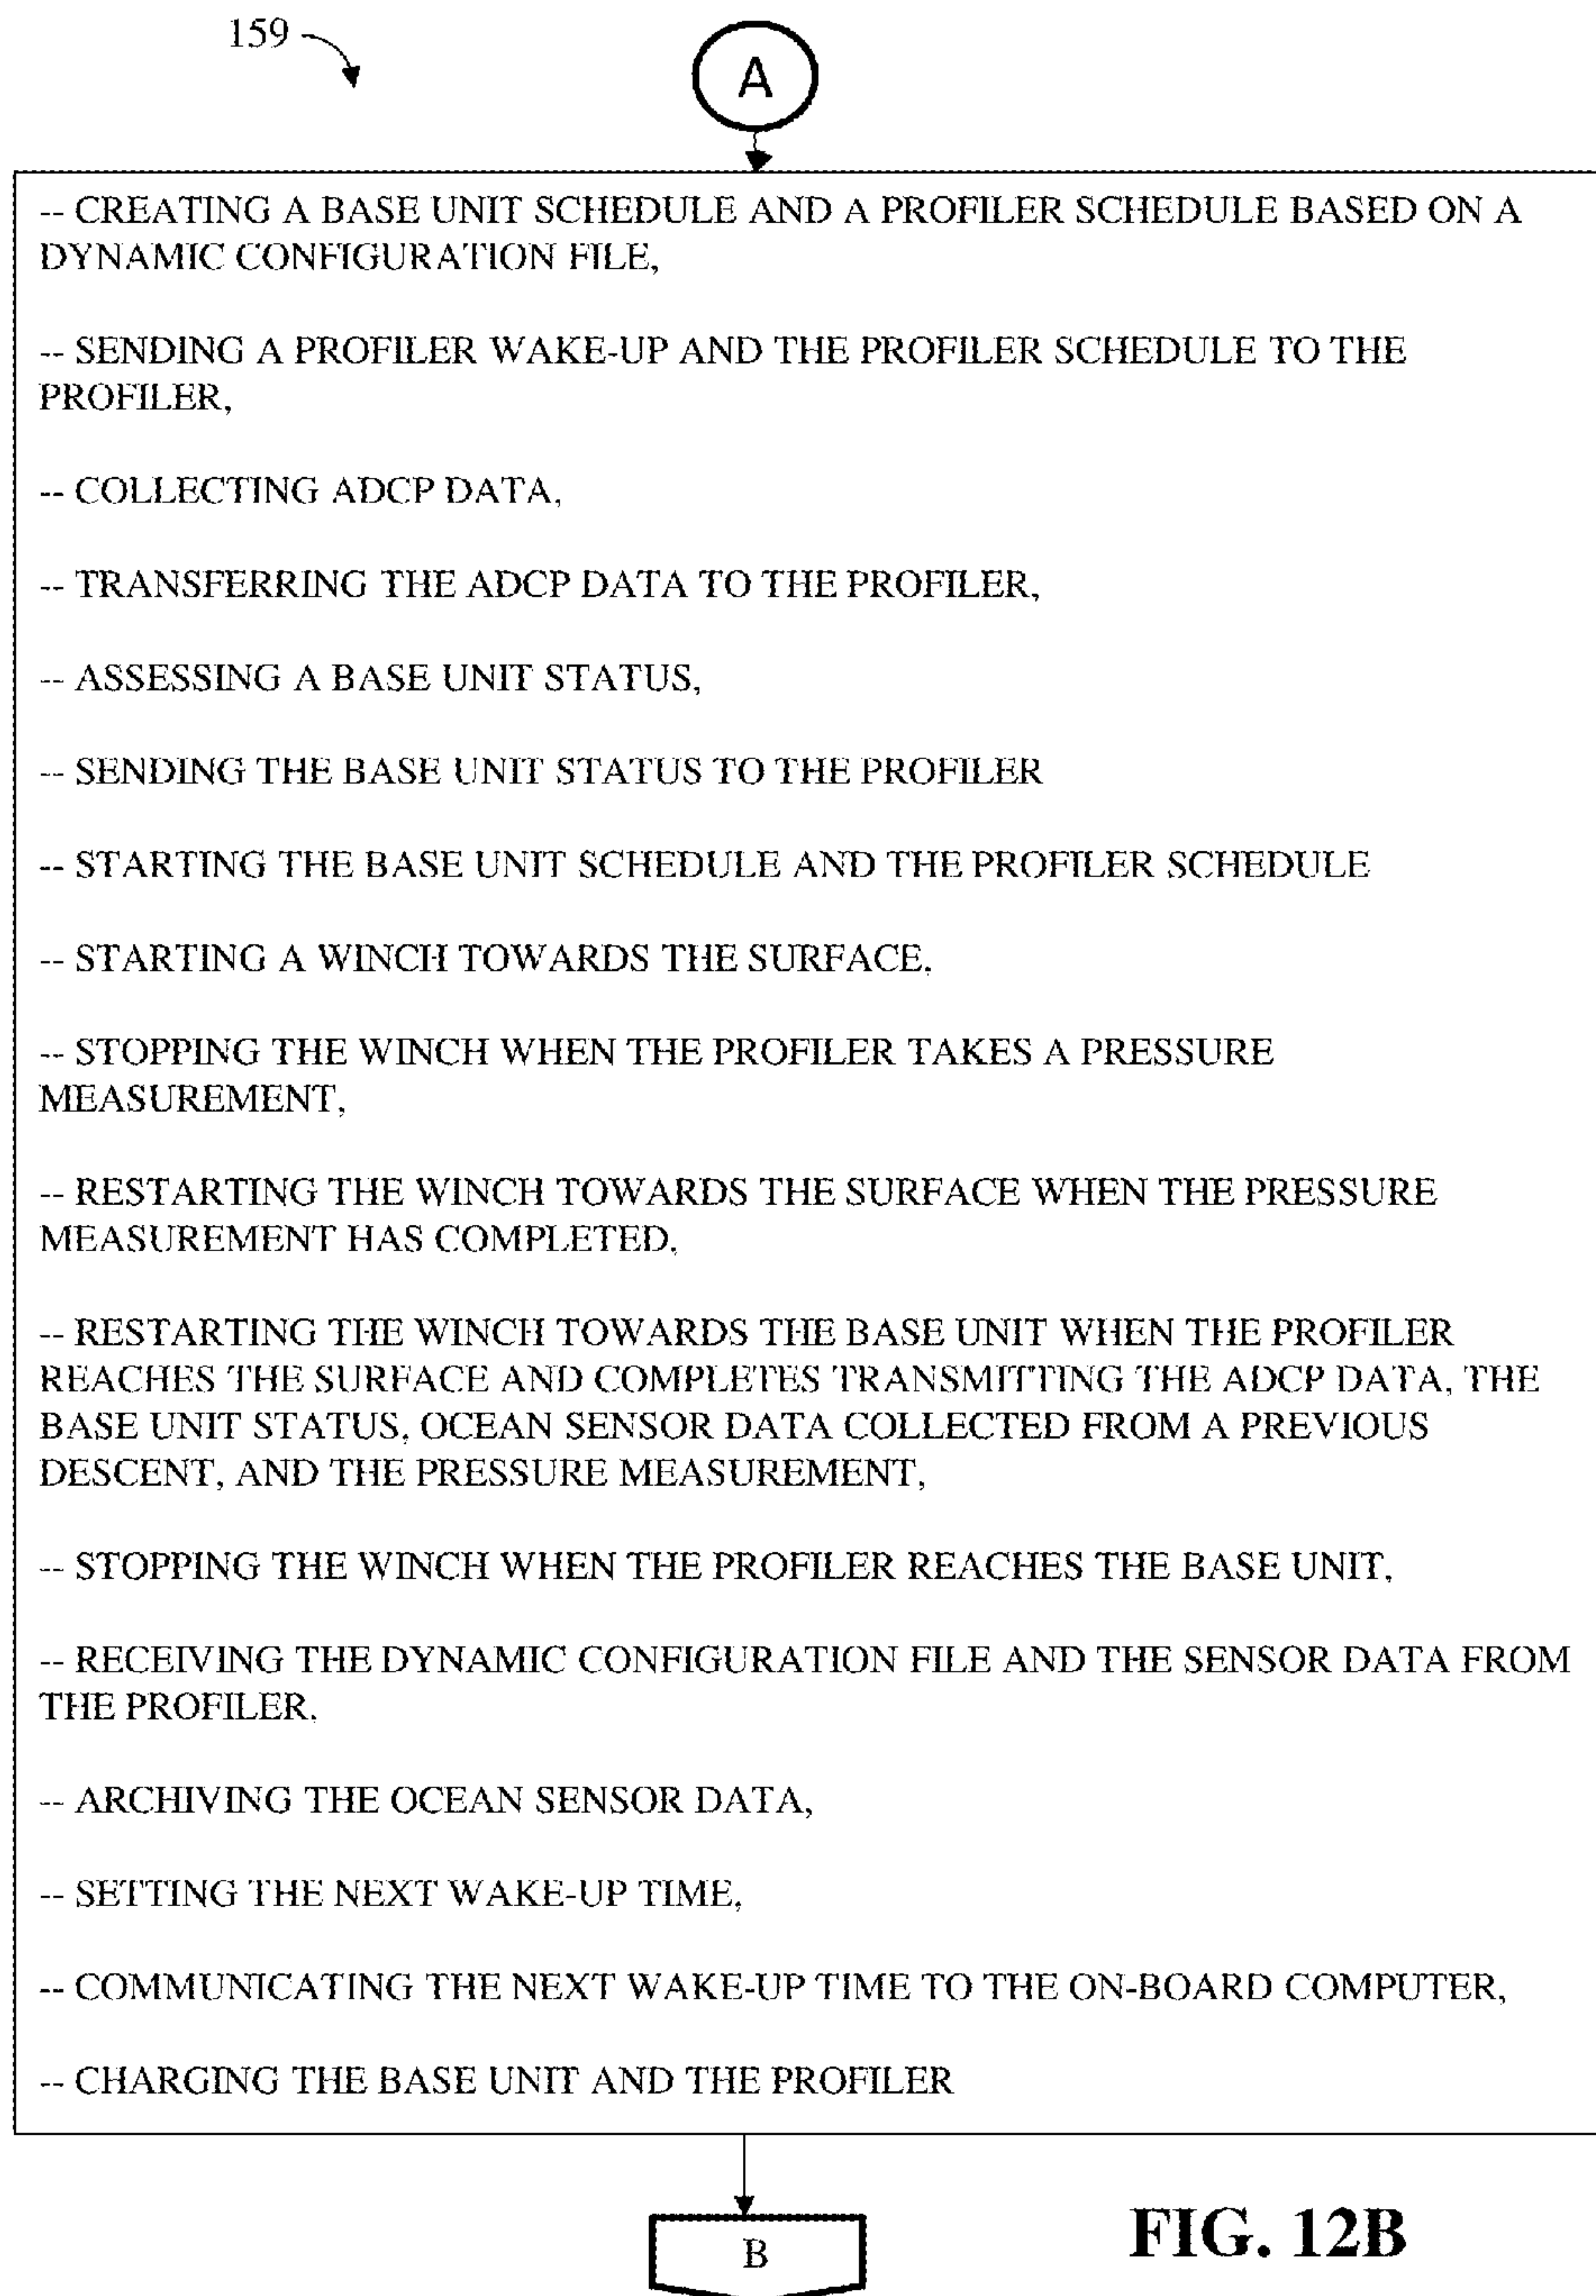 159
A
-- CREATING A BASE UNIT SCHEDULE AND A PROFILER SCHEDULE BASED ON A
DYNAMIC CONFIGURATION FILE,
-- SENDING A PROFILER WAKE-UP AND THE PROFILER SCHEDULE TO THE
PROFILER,
-- COLLECTING ADCP DATA,
-- TRANSFERRING THE ADCP DATA TO THE PROFILER,
-- ASSESSING A BASE UNIT STATUS,
-- SENDING THE BASE UNIT STATUS TO THE PROFILER
-- STARTING THE BASE UNIT SCHEDULE AND THE PROFILER SCHEDULE
-- STARTING A WINCH TOWARDS THE SURFACE,
-- STOPPING THE WINCH WHEN THE PROFILER TAKES A PRESSURE
MEASUREMENT,
-- RESTARTING THE WINCH TOWARDS THE SURFACE WHEN THE PRESSURE
MEASUREMENT HAS COMPLETED,
-- RESTARTING THE WINCH TOWARDS THE BASE UNIT WHEN THE PROFILER
REACHES THE SURFACE AND COMPLETES TRANSMITTING THE ADCP DATA, THE
BASE UNIT STATUS, OCEAN SENSOR DATA COLLECTED FROM A PREVIOUS
DESCENT, AND THE PRESSURE MEASUREMENT,
-- STOPPING THE WINCH WHEN THE PROFILER REACHES THE BASE UNIT,
-- RECEIVING THE DYNAMIC CONFIGURATION FILE AND THE SENSOR DATA FROM
THE PROFILER,
-- ARCHIVING THE OCEAN SENSOR DATA,
-- SETTING THE NEXT WAKE-UP TIME,
-- COMMUNICATING THE NEXT WAKE-UP TIME TO THE ON-BOARD COMPUTER,
-- CHARGING THE BASE UNIT AND THE PROFILER
B
FIG. 12B